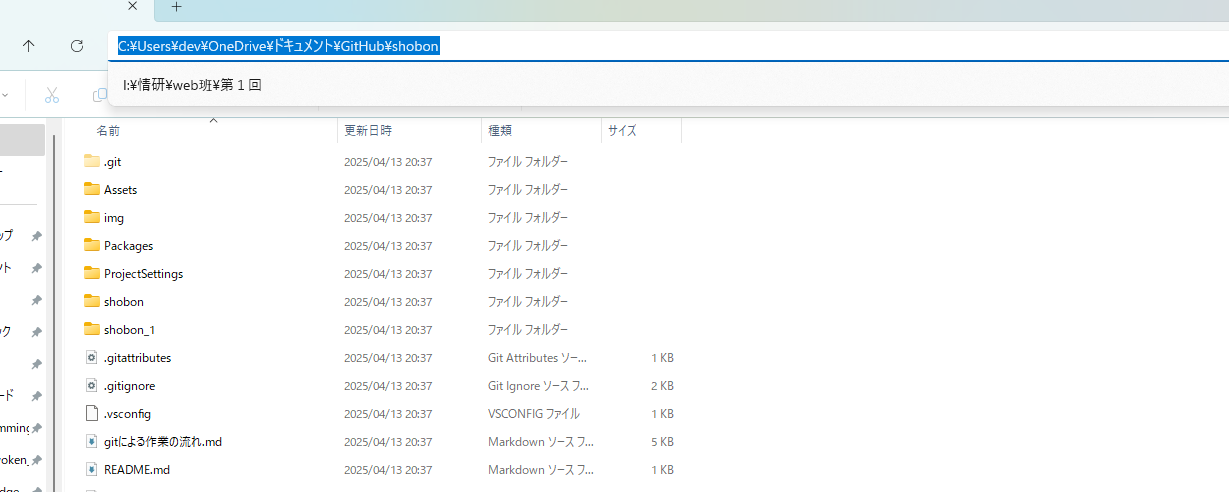 C:¥Users¥dev¥OneDrive¥ドキュメント¥GitHub¥shobon
I:¥情研¥web班¥第１回
名前 更新日時 種類 サイズ
.git 2025/04/13 20:37 ファイル フォルダー
Assets 2025/04/13 20:37 ファイル フォルダー
img 2025/04/13 20:37 ファイル フォルダー
ップ Packages 2025/04/13 20:37 ファイル フォルダー
ント ProjectSettings 2025/04/13 20:37 ファイル フォルダー
shobon 2025/04/13 20:37 ファイル フォルダー
ック shobon_1 2025/04/13 20:37 ファイル フォルダー
.gitattributes 2025/04/13 20:37 Git Attributes ソー... 1 KB
ード .gitignore 2025/04/13 20:37 Git Ignore ソース フ... 2 KB
mming .vsconfig 2025/04/13 20:37 VSCONFIG ファイル 1 KB
gitによる作業の流れ.md 2025/04/13 20:37 Markdown ソース フ... 5 KB
oken_ README.md 2025/04/13 20:37 Markdown ソース フ... 1 KB